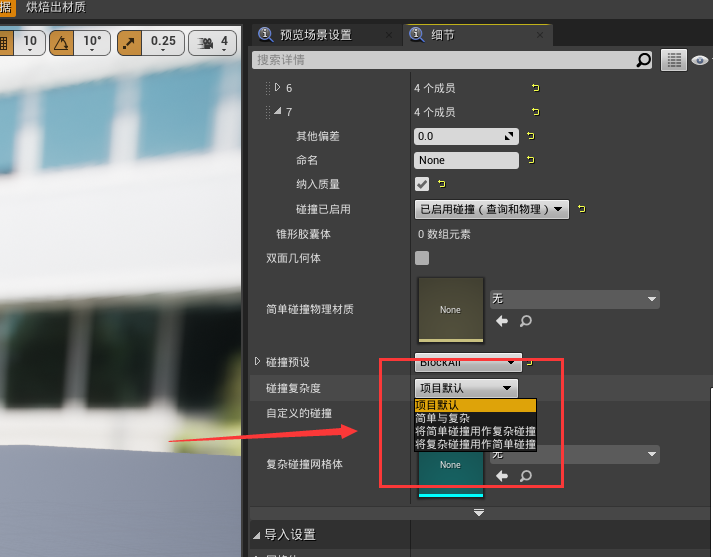 据 烘焙出材质
10 10° 0.25 4
预览场景设置 细节
搜索详情
6 4 个成员
7 4 个成员
其他偏差 0.0
命名 None
纳入质量
碰撞已启用 已启用碰撞（查询和物理）
锥形胶囊体 0 数组元素
双面几何体
简单碰撞物理材质 None 无
碰撞预设 BlockAll
碰撞复杂度 项目默认
项目默认
自定义的碰撞 简单与复杂
将简单碰撞用作复杂碰撞
将复杂碰撞用作简单碰撞
复杂碰撞网格体 None 无
导入设置